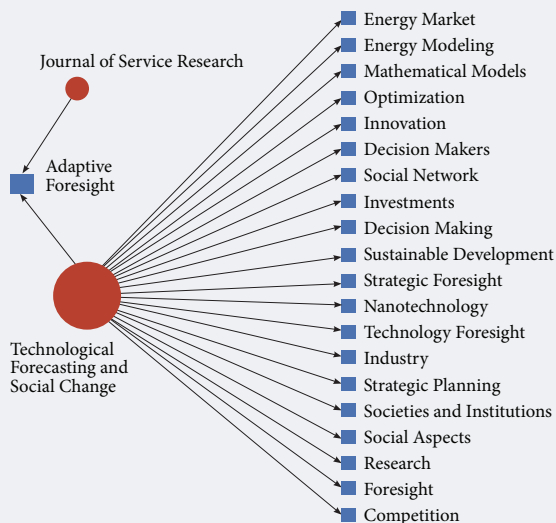 Journal of Service Research
Adaptive
Foresight
Technological
Forecasting and
Social Change
Energy Market
Energy Modeling
Mathematical Models
Optimization
Innovation
Decision Makers
Social Network
Investments
Decision Making
Sustainable Development
Strategic Foresight
Nanotechnology
Technology Foresight
Industry
Strategic Planning
Societies and Institutions
Social Aspects
Research
Foresight
Competition